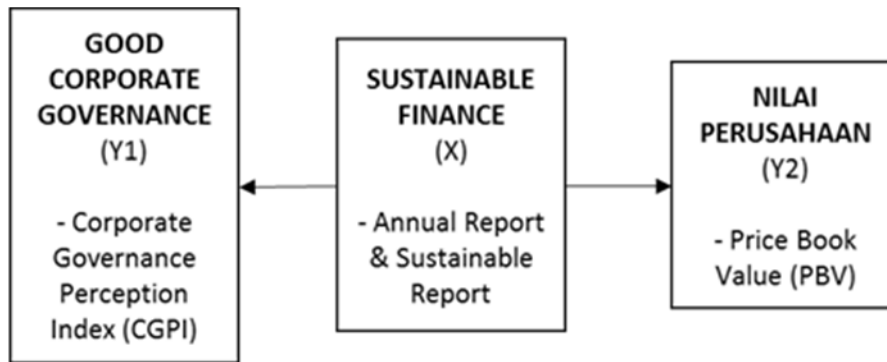 GOOD
CORPORATE
GOVERNANCE
(Y1)
- Corporate
Governance
Perception
Index (CGPI)
SUSTAINABLE
FINANCE
(X)
- Annual Report
& Sustainable
Report
NILAI
PERUSAHAAN
(Y2)
- Price Book
Value (PBV)